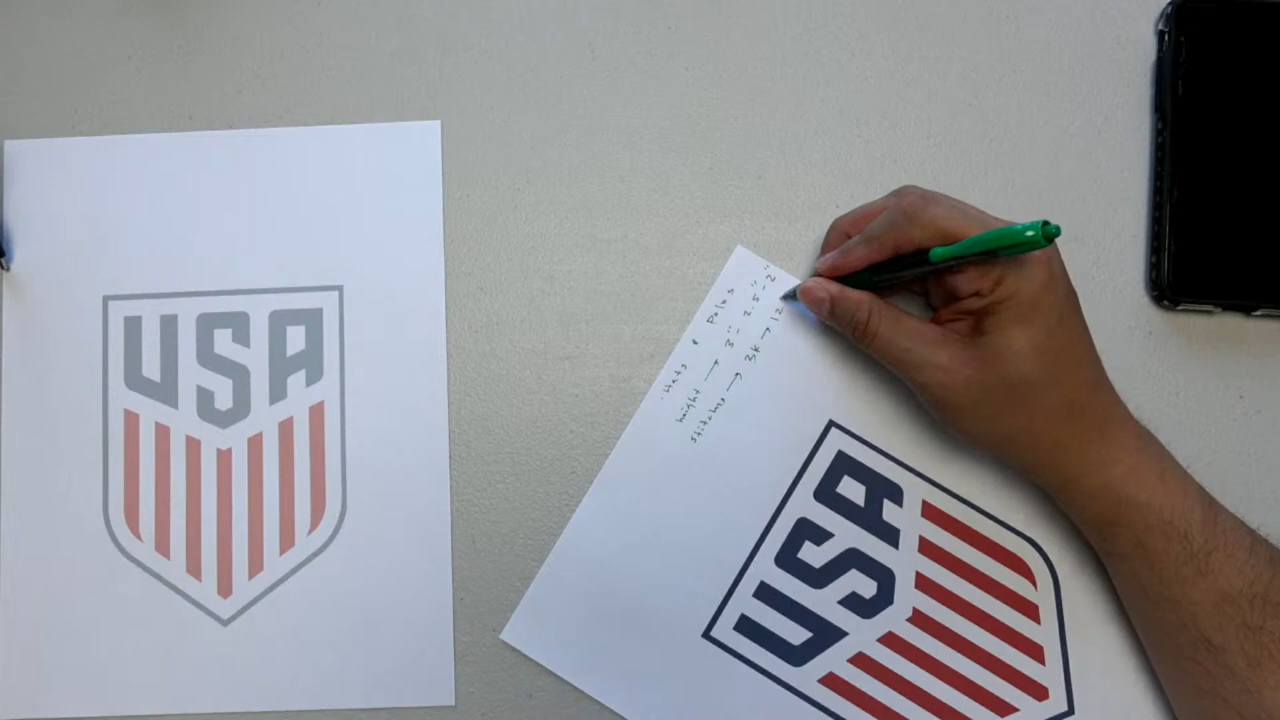 USA
Hats & Polos
height → 3" - 2.5" - 2"
stitches → 3K → 12
USA